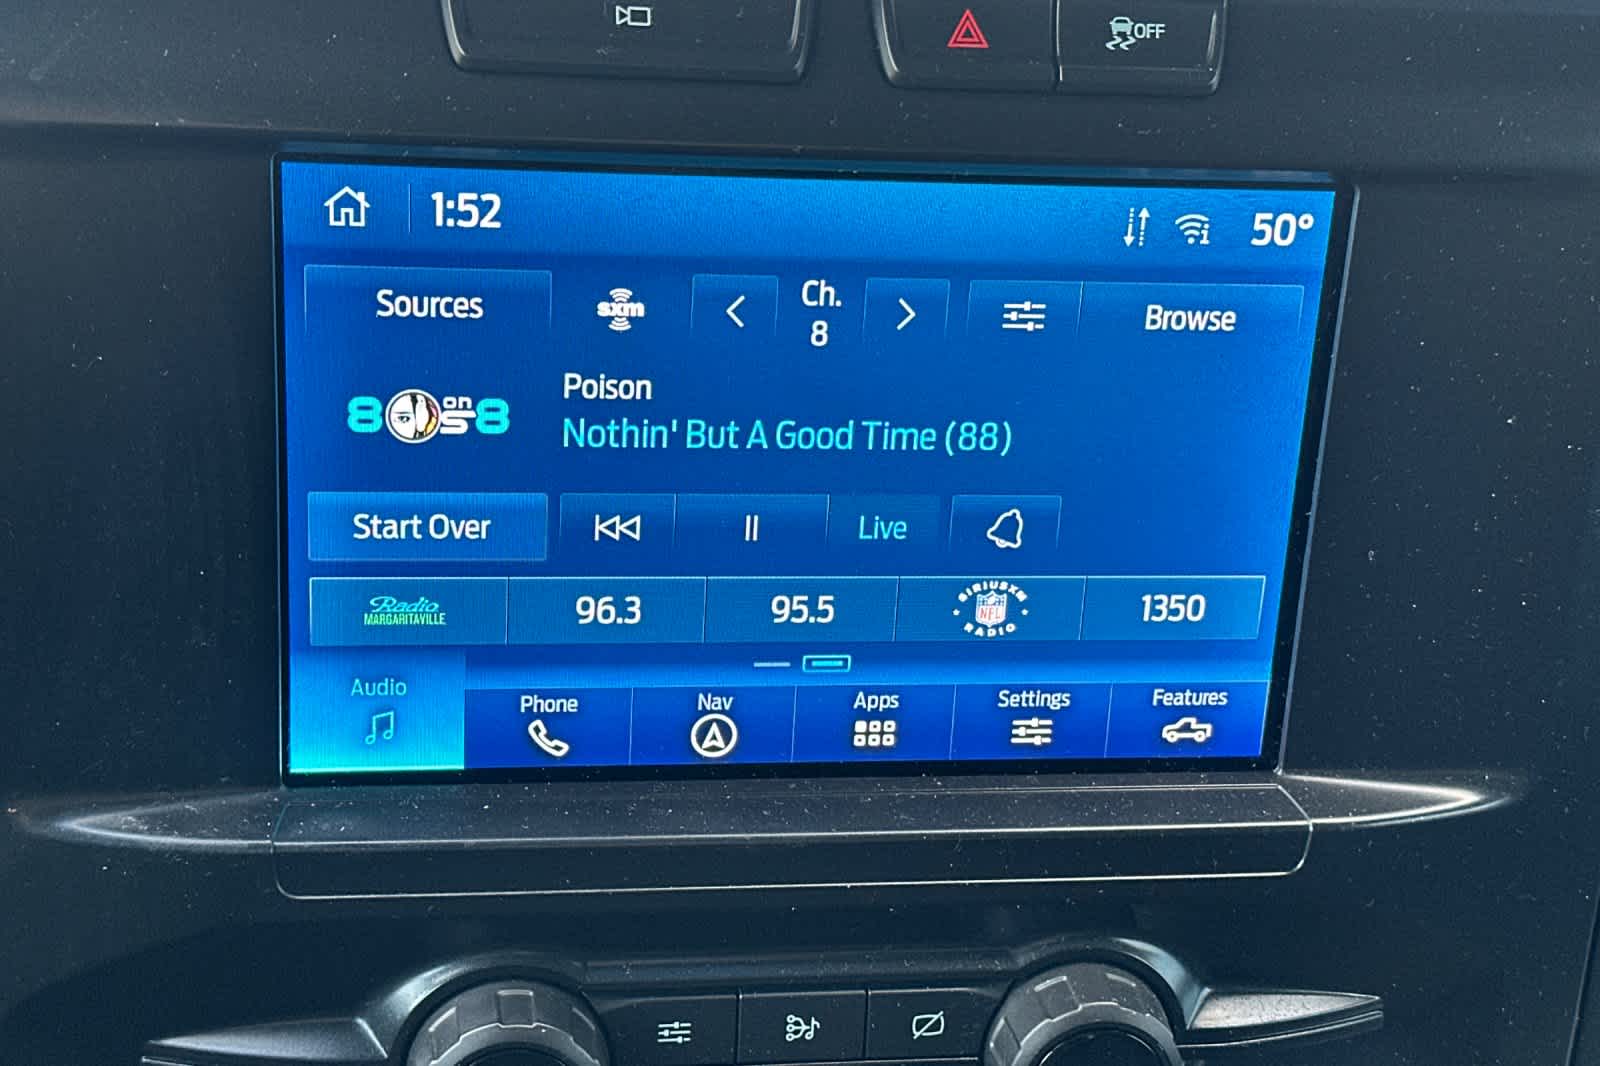 OFF
1:52
50°
Sources
sxm
Ch.
8
Browse
80s on 8
Poison
Nothin' But A Good Time (88)
Start Over
Live
Radio
MARGARITAVILLE
96.3
95.5
SIRIUSXM
NFL
RADIO
1350
Audio
Phone
Nav
Apps
Settings
Features